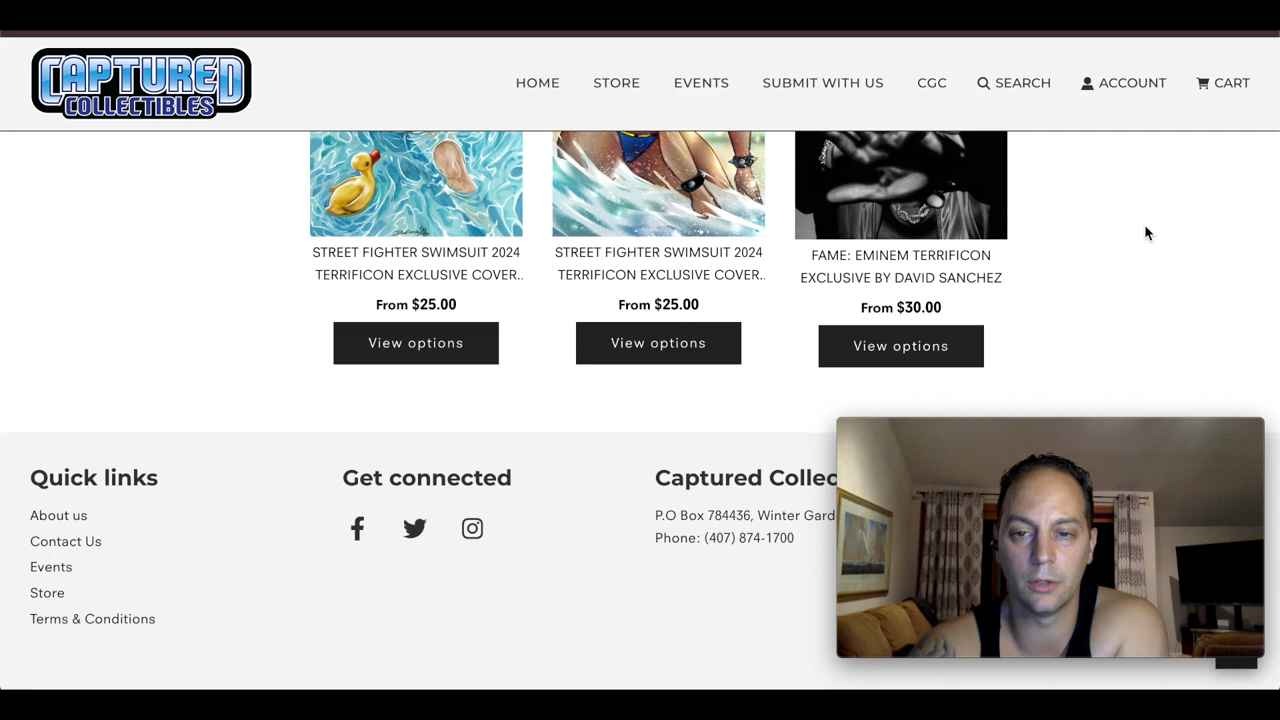 CAPTURED
COLLECTIBLES
HOME STORE EVENTS SUBMIT WITH US CGC SEARCH ACCOUNT CART
STREET FIGHTER SWIMSUIT 2024
TERRIFICON EXCLUSIVE COVER..
From $25.00
View options
STREET FIGHTER SWIMSUIT 2024
TERRIFICON EXCLUSIVE COVER..
From $25.00
View options
FAME: EMINEM TERRIFICON
EXCLUSIVE BY DAVID SANCHEZ
From $30.00
View options
Quick links
About us
Contact Us
Events
Store
Terms & Conditions
Get connected
Captured Collec
P.O Box 784436, Winter Gard
Phone: (407) 874-1700